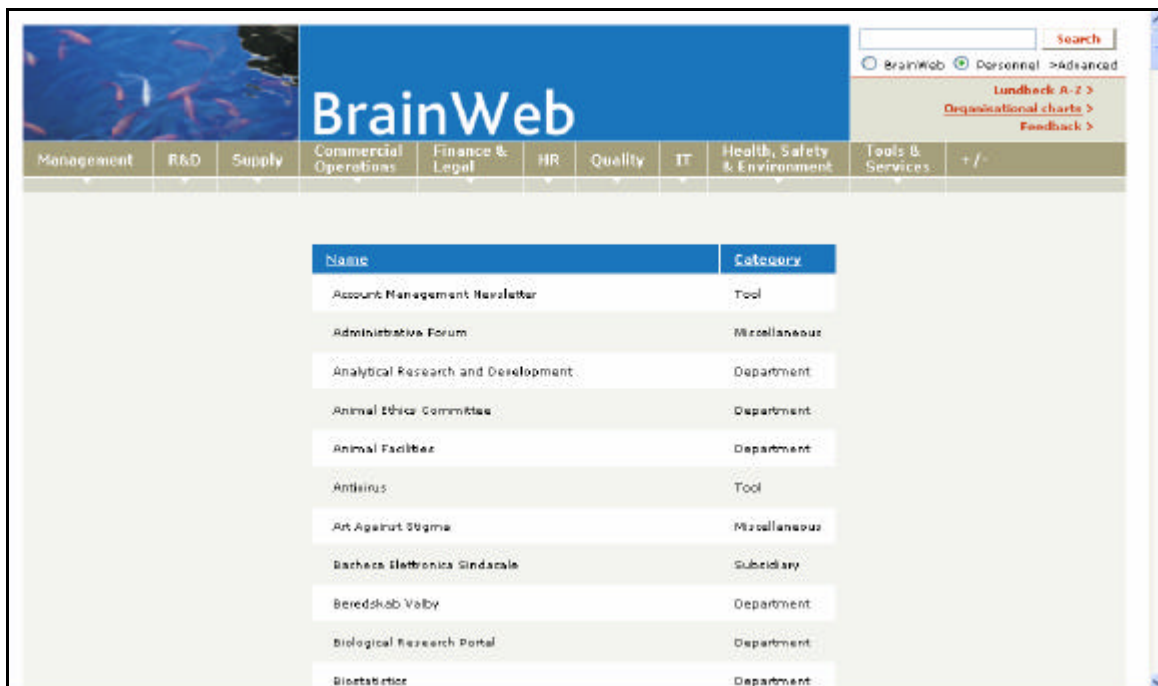 Search
BrainWeb Personnel >Advanced
Lundbeck A-Z >
Organisational charts >
Feedback >
BrainWeb
Management R&D Supply Commercial Operations Finance & Legal HR Quality IT Health, Safety & Environment Tools & Services +/-
Name Category
Account Management Newsletter Tool
Administrative Forum Miscellaneous
Analytical Research and Development Department
Animal Ethics Committee Department
Animal Facilities Department
Antivirus Tool
Art Against Stigma Miscellaneous
Bacheca Elettronica Sindacale Subsidiary
Beredskab Valby Department
Biological Research Portal Department
Biostatistics Department